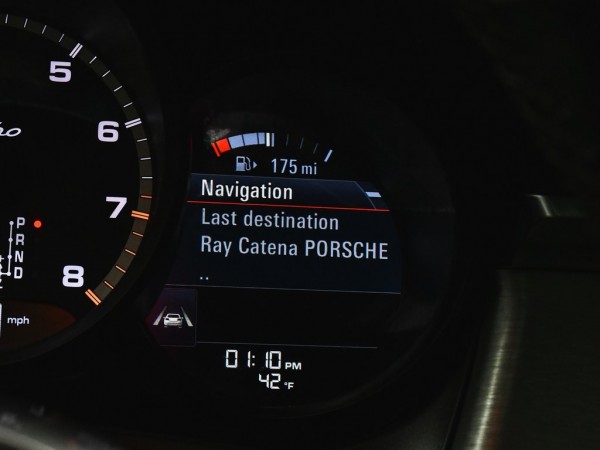 5
6
175 mi
Navigation
7
Last destination
P
R
Ray Catena PORSCHE
N
D
8
..
mph
01:10 PM
42 °F